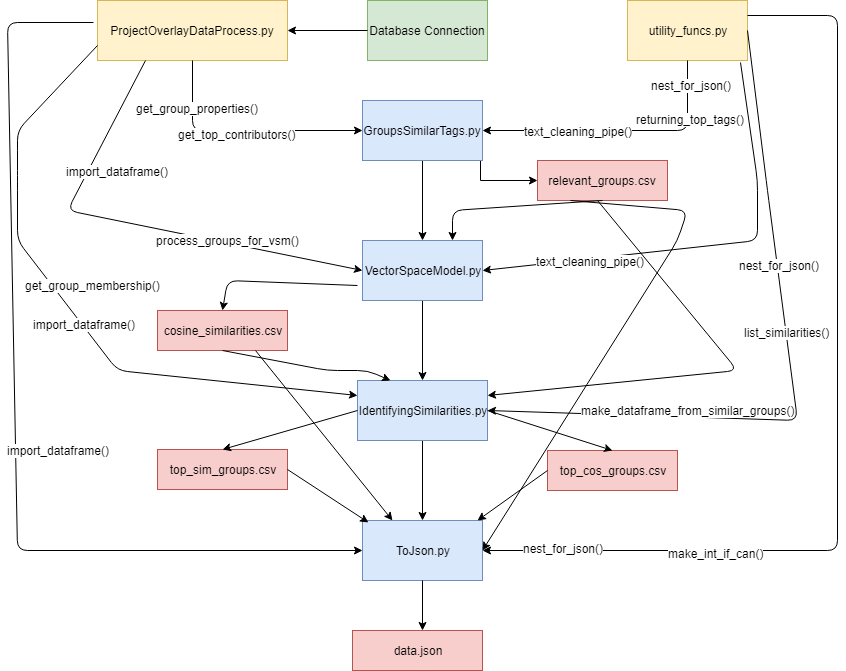 ProjectOverlayDataProcess.py
Database Connection
utility_funcs.py
nest_for_json()
get_group_properties()
returning_top_tags()
get_top_contributors()
GroupsSimilarTags.py
text_cleaning_pipe()
import_dataframe()
relevant_groups.csv
process_groups_for_vsm()
VectorSpaceModel.py
text_cleaning_pipe()
nest_for_json()
get_group_membership()
import_dataframe()
cosine_similarities.csv
list_similarities()
IdentifyingSimilarities.py
make_dataframe_from_similar_groups()
import_dataframe()
top_sim_groups.csv
top_cos_groups.csv
ToJson.py
nest_for_json()
make_int_if_can()
data.json